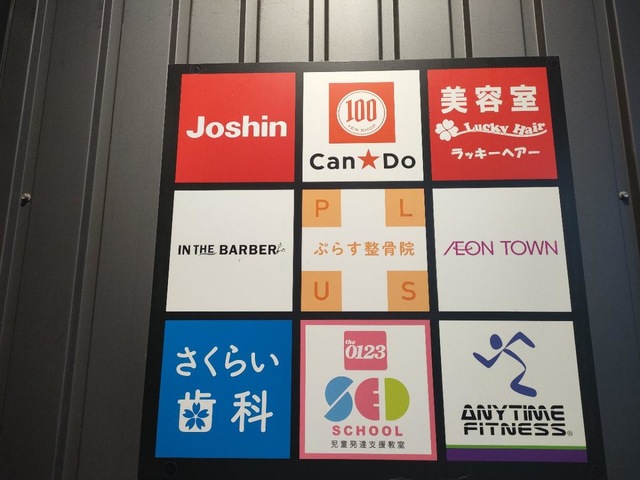 Joshin
100
YEN SHOP
Can★Do
美容室
Lucky Hair
ラッキーヘアー
IN THE BARBER
P L
ぷらす整骨院
U S
ÆON TOWN
さくらい
歯科
the
0123
SED
SCHOOL
児童発達支援教室
ANYTIME
FITNESS®